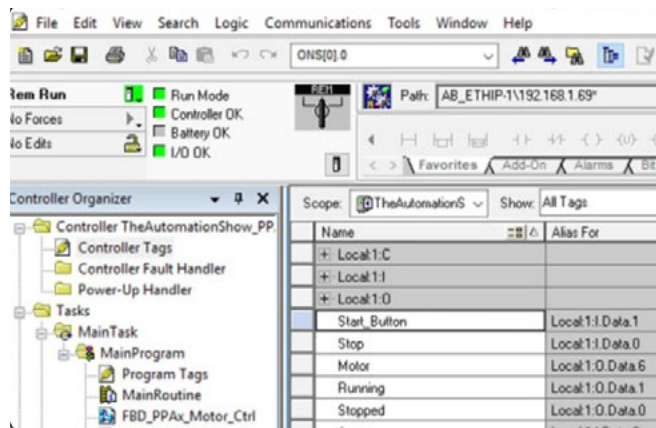 File Edit View Search Logic Communications Tools Window Help
ONS[0].0
Rem Run
Run Mode
No Forces
Controller OK
Battery OK
No Edits
I/O OK
REM
Path: AB_ETHIP-1\192.168.1.69*
Favorites Add-On Alarms Bit
Controller Organizer
Scope: TheAutomationS Show: All Tags
Controller TheAutomationShow_PP
Controller Tags
Controller Fault Handler
Power-Up Handler
Tasks
MainTask
MainProgram
Program Tags
MainRoutine
FBD_PPAx_Motor_Ctrl
Name Alias For
Local:1:C
Local:1:I
Local:1:O
Start_Button Local:1:I.Data.1
Stop Local:1:I.Data.0
Motor Local:1:O.Data.6
Running Local:1:O.Data.1
Stopped Local:1:O.Data.0